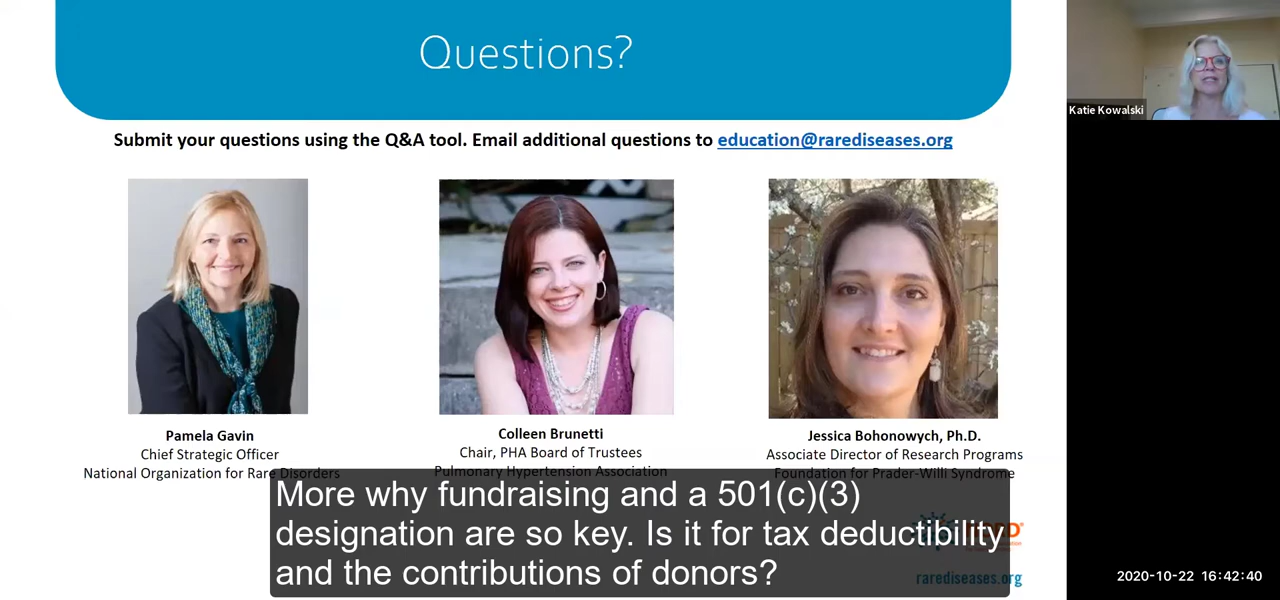 Questions?
Submit your questions using the Q&A tool. Email additional questions to education@rarediseases.org
Katie Kowalski
Pamela Gavin
Chief Strategic Officer
National Organization for Rare Disorders
Colleen Brunetti
Chair, PHA Board of Trustees
Pulmonary Hypertension Association
Jessica Bohonowych, Ph.D.
Associate Director of Research Programs
Foundation for Prader-Willi Syndrome
More why fundraising and a 501(c)(3)
designation are so key. Is it for tax deductibility
and the contributions of donors?
rarediseases.org
2020-10-22 16:42:40